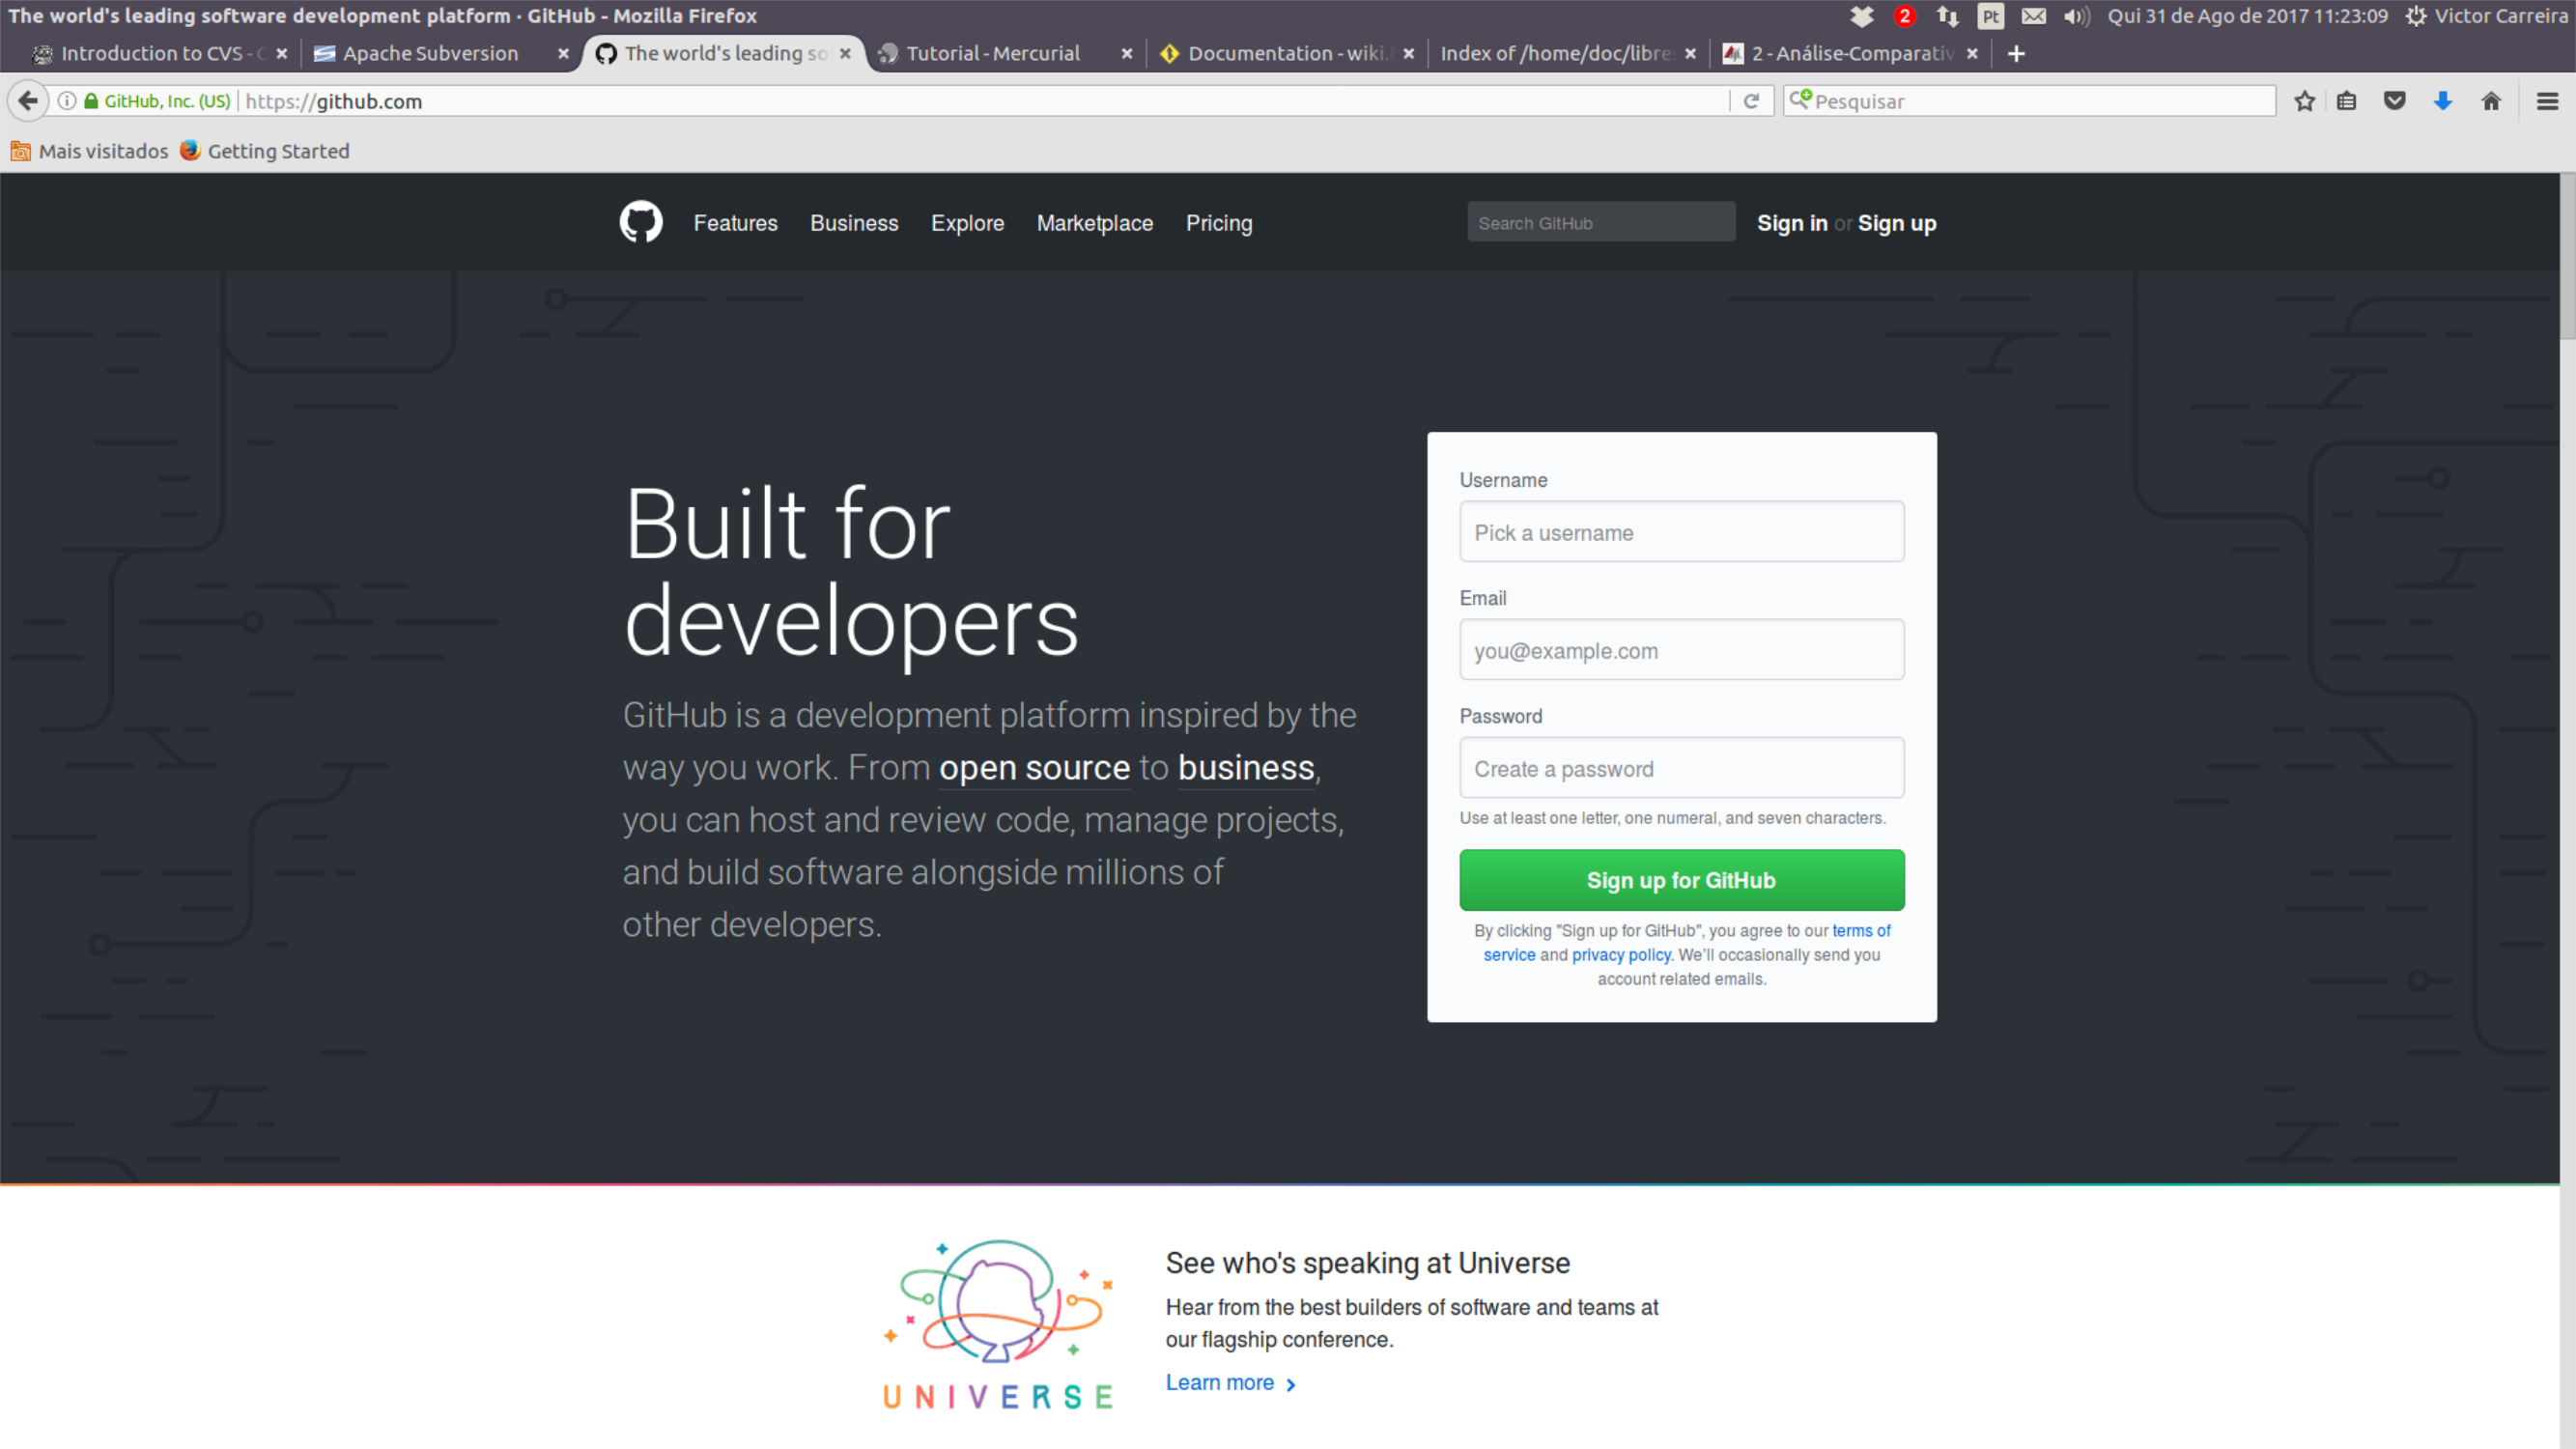 The world's leading software development platform · GitHub - Mozilla Firefox
2
Pt
Qui 31 de Ago de 2017 11:23:09
Victor Carreira
Introduction to CVS - C
Apache Subversion
The world's leading so
Tutorial - Mercurial
Documentation - wiki.
Index of /home/doc/libre
2 - Análise-Comparativ
GitHub, Inc. (US)
https://github.com
Pesquisar
Mais visitados
Getting Started
Features
Business
Explore
Marketplace
Pricing
Search GitHub
Sign in or Sign up
Built for
developers
GitHub is a development platform inspired by the
way you work. From open source to business,
you can host and review code, manage projects,
and build software alongside millions of
other developers.
Username
Pick a username
Email
you@example.com
Password
Create a password
Use at least one letter, one numeral, and seven characters.
Sign up for GitHub
By clicking "Sign up for GitHub", you agree to our terms of
service and privacy policy. We'll occasionally send you
account related emails.
UNIVERSE
See who's speaking at Universe
Hear from the best builders of software and teams at
our flagship conference.
Learn more